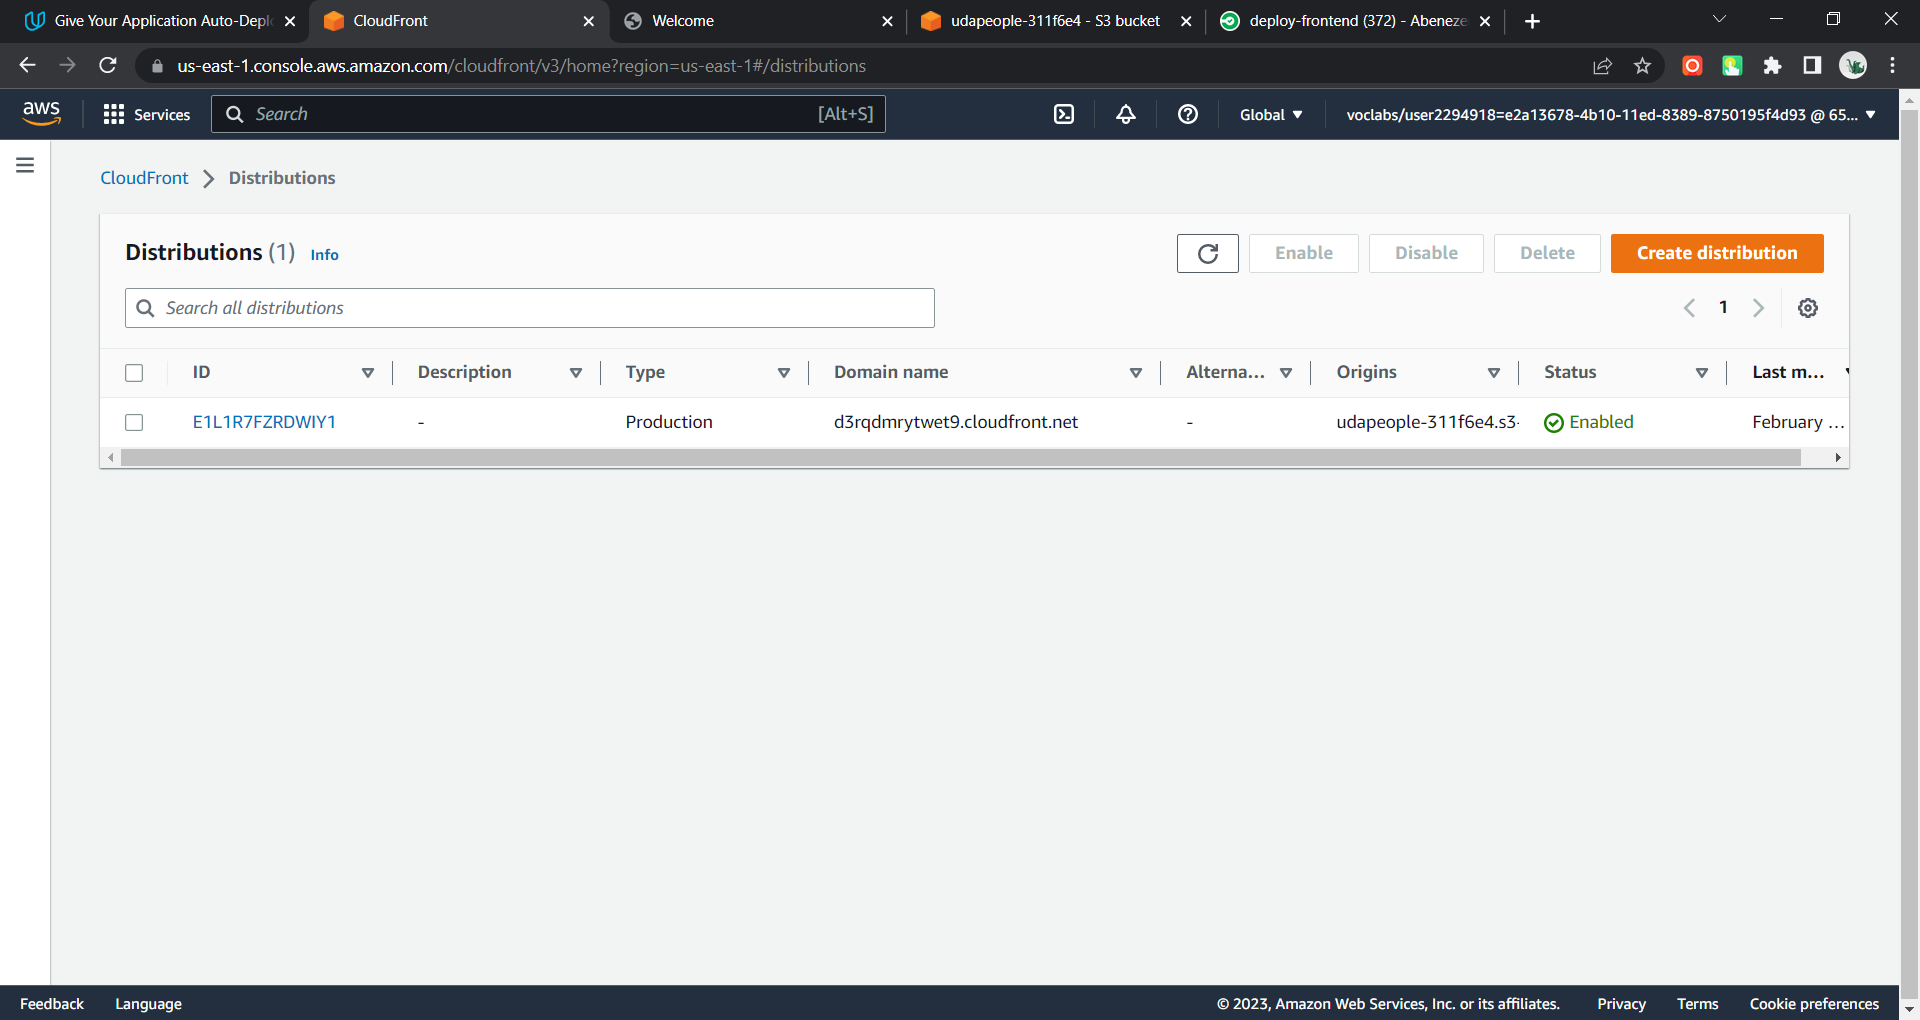 Give Your Application Auto-Depl
CloudFront
Welcome
udapeople-311f6e4 - S3 bucket
deploy-frontend (372) - Abeneze
us-east-1.console.aws.amazon.com/cloudfront/v3/home?region=us-east-1#/distributions
aws
Services
Search
[Alt+S]
Global
voclabs/user2294918=e2a13678-4b10-11ed-8389-8750195f4d93 @ 65...
CloudFront
Distributions
Distributions (1) Info
Enable
Disable
Delete
Create distribution
Search all distributions
1
ID
Description
Type
Domain name
Alterna...
Origins
Status
Last m...
E1L1R7FZRDWIY1
-
Production
d3rqdmrytwet9.cloudfront.net
-
udapeople-311f6e4.s3-
Enabled
February ...
Feedback
Language
© 2023, Amazon Web Services, Inc. or its affiliates.
Privacy
Terms
Cookie preferences